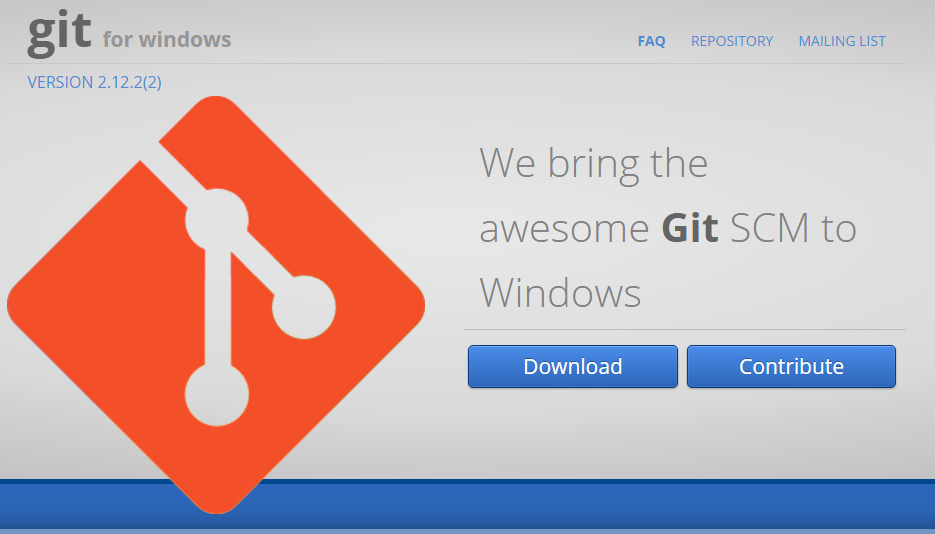 git for windows
FAQ REPOSITORY MAILING LIST
VERSION 2.12.2(2)
We bring the
awesome Git SCM to
Windows
Download Contribute